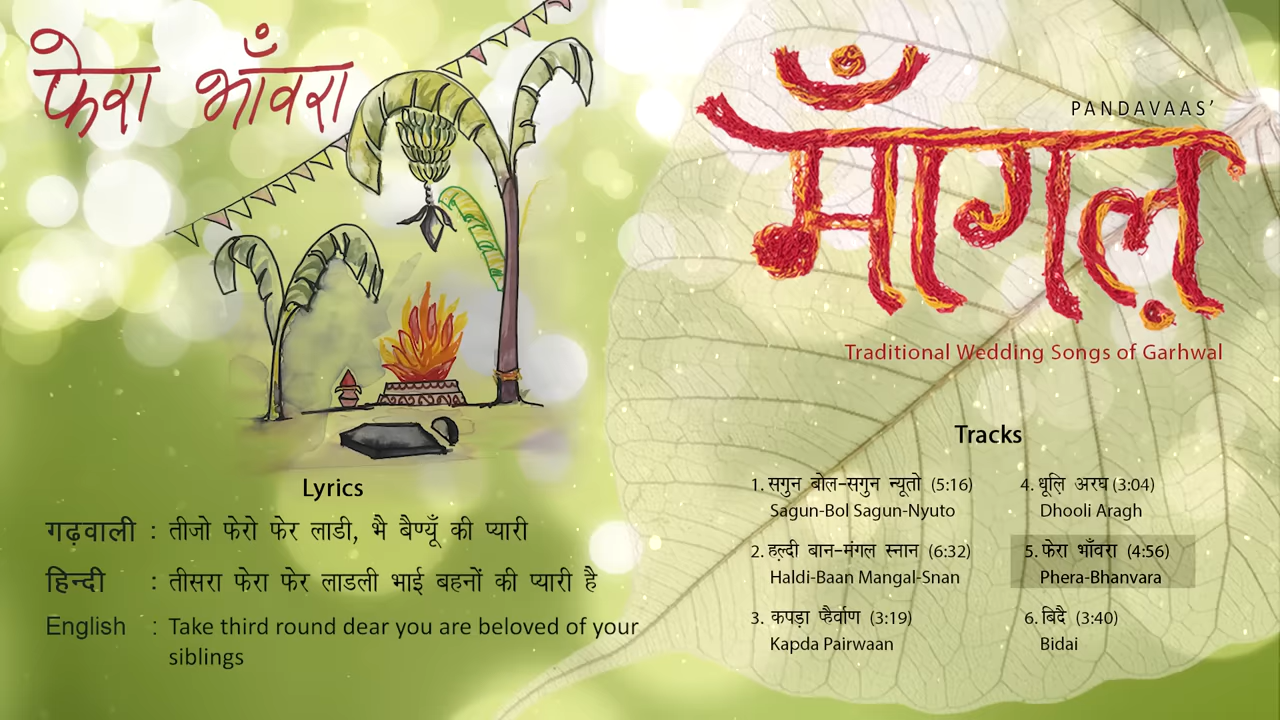 फेरा भाँवरा
PANDAVAAS’
माँगल़
Traditional Wedding Songs of Garhwal
Lyrics
गढ़वाली : तीजो फेरो फेर लाडी, भै बैण्यूँ की प्यारी
हिन्दी : तीसरा फेरा फेर लाडली भाई बहनों की प्यारी है
English : Take third round dear you are beloved of your
siblings
Tracks
1. सगुन बोल-सगुन न्यूतो (5:16)
Sagun-Bol Sagun-Nyuto
2. हल़्दी बान-मंगल स्नान (6:32)
Haldi-Baan Mangal-Snan
3. कपड़ा प्हैर्वाण (3:19)
Kapda Pairwaan
4. धूल़ि अरघ (3:04)
Dhooli Aragh
5. फेरा भाँवरा (4:56)
Phera-Bhanvara
6. बिदै (3:40)
Bidai